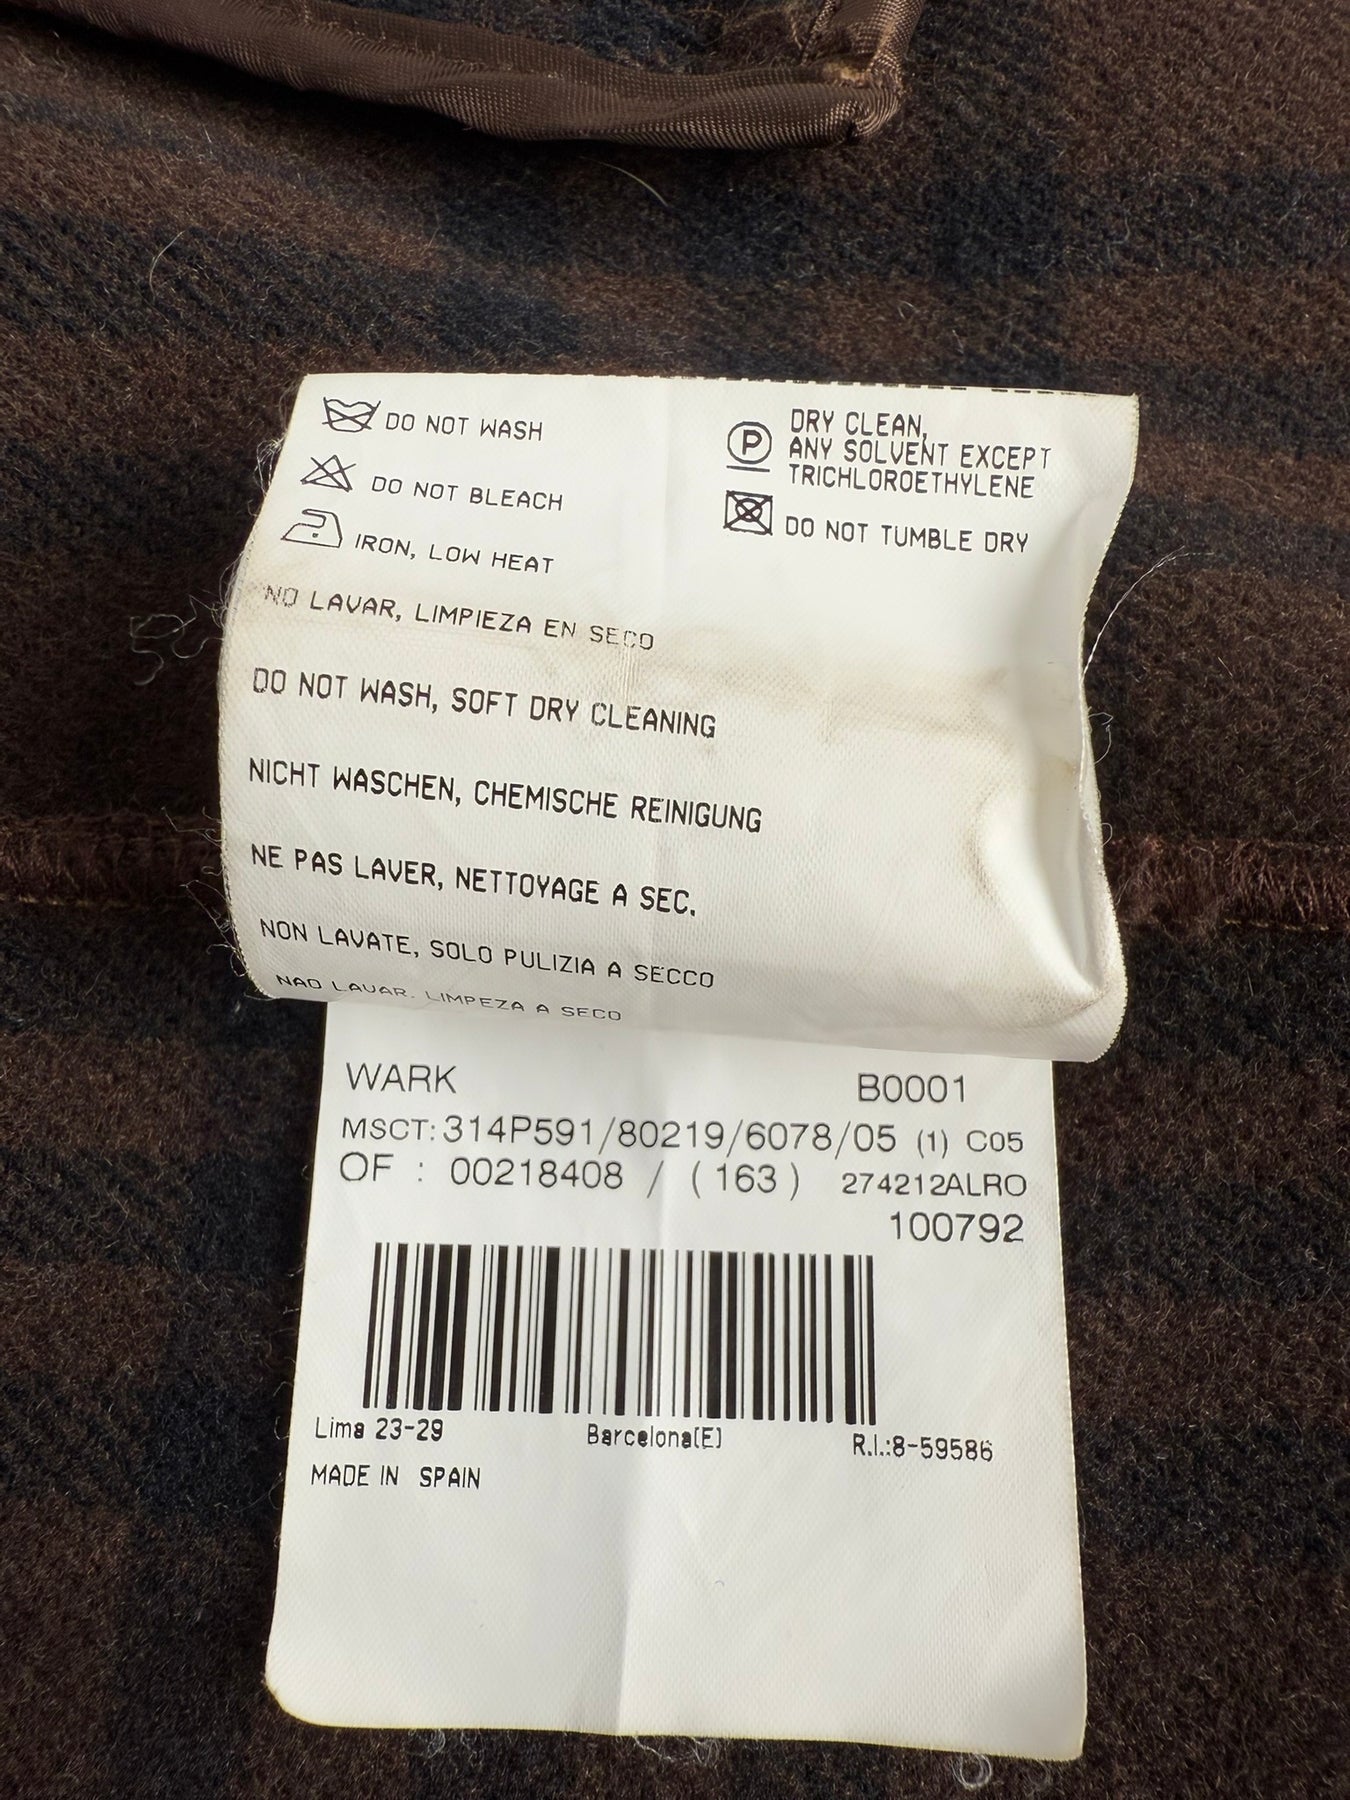 DO NOT WASH
DO NOT BLEACH
IRON, LOW HEAT
P
DRY CLEAN,
ANY SOLVENT EXCEPT
TRICHLOROETHYLENE
DO NOT TUMBLE DRY
NO LAVAR, LIMPIEZA EN SECO
DO NOT WASH, SOFT DRY CLEANING
NICHT WASCHEN, CHEMISCHE REINIGUNG
NE PAS LAVER, NETTOYAGE A SEC.
NON LAVATE, SOLO PULIZIA A SECCO
NAO LAVAR. LIMPEZA A SECO
WARK B0001
MSCT: 314P591/80219/6078/05 (1) C05
OF : 00218408 / (163) 274212ALRO
100792
Lima 23-29 Barcelona(E) R.I.:8-59586
MADE IN SPAIN